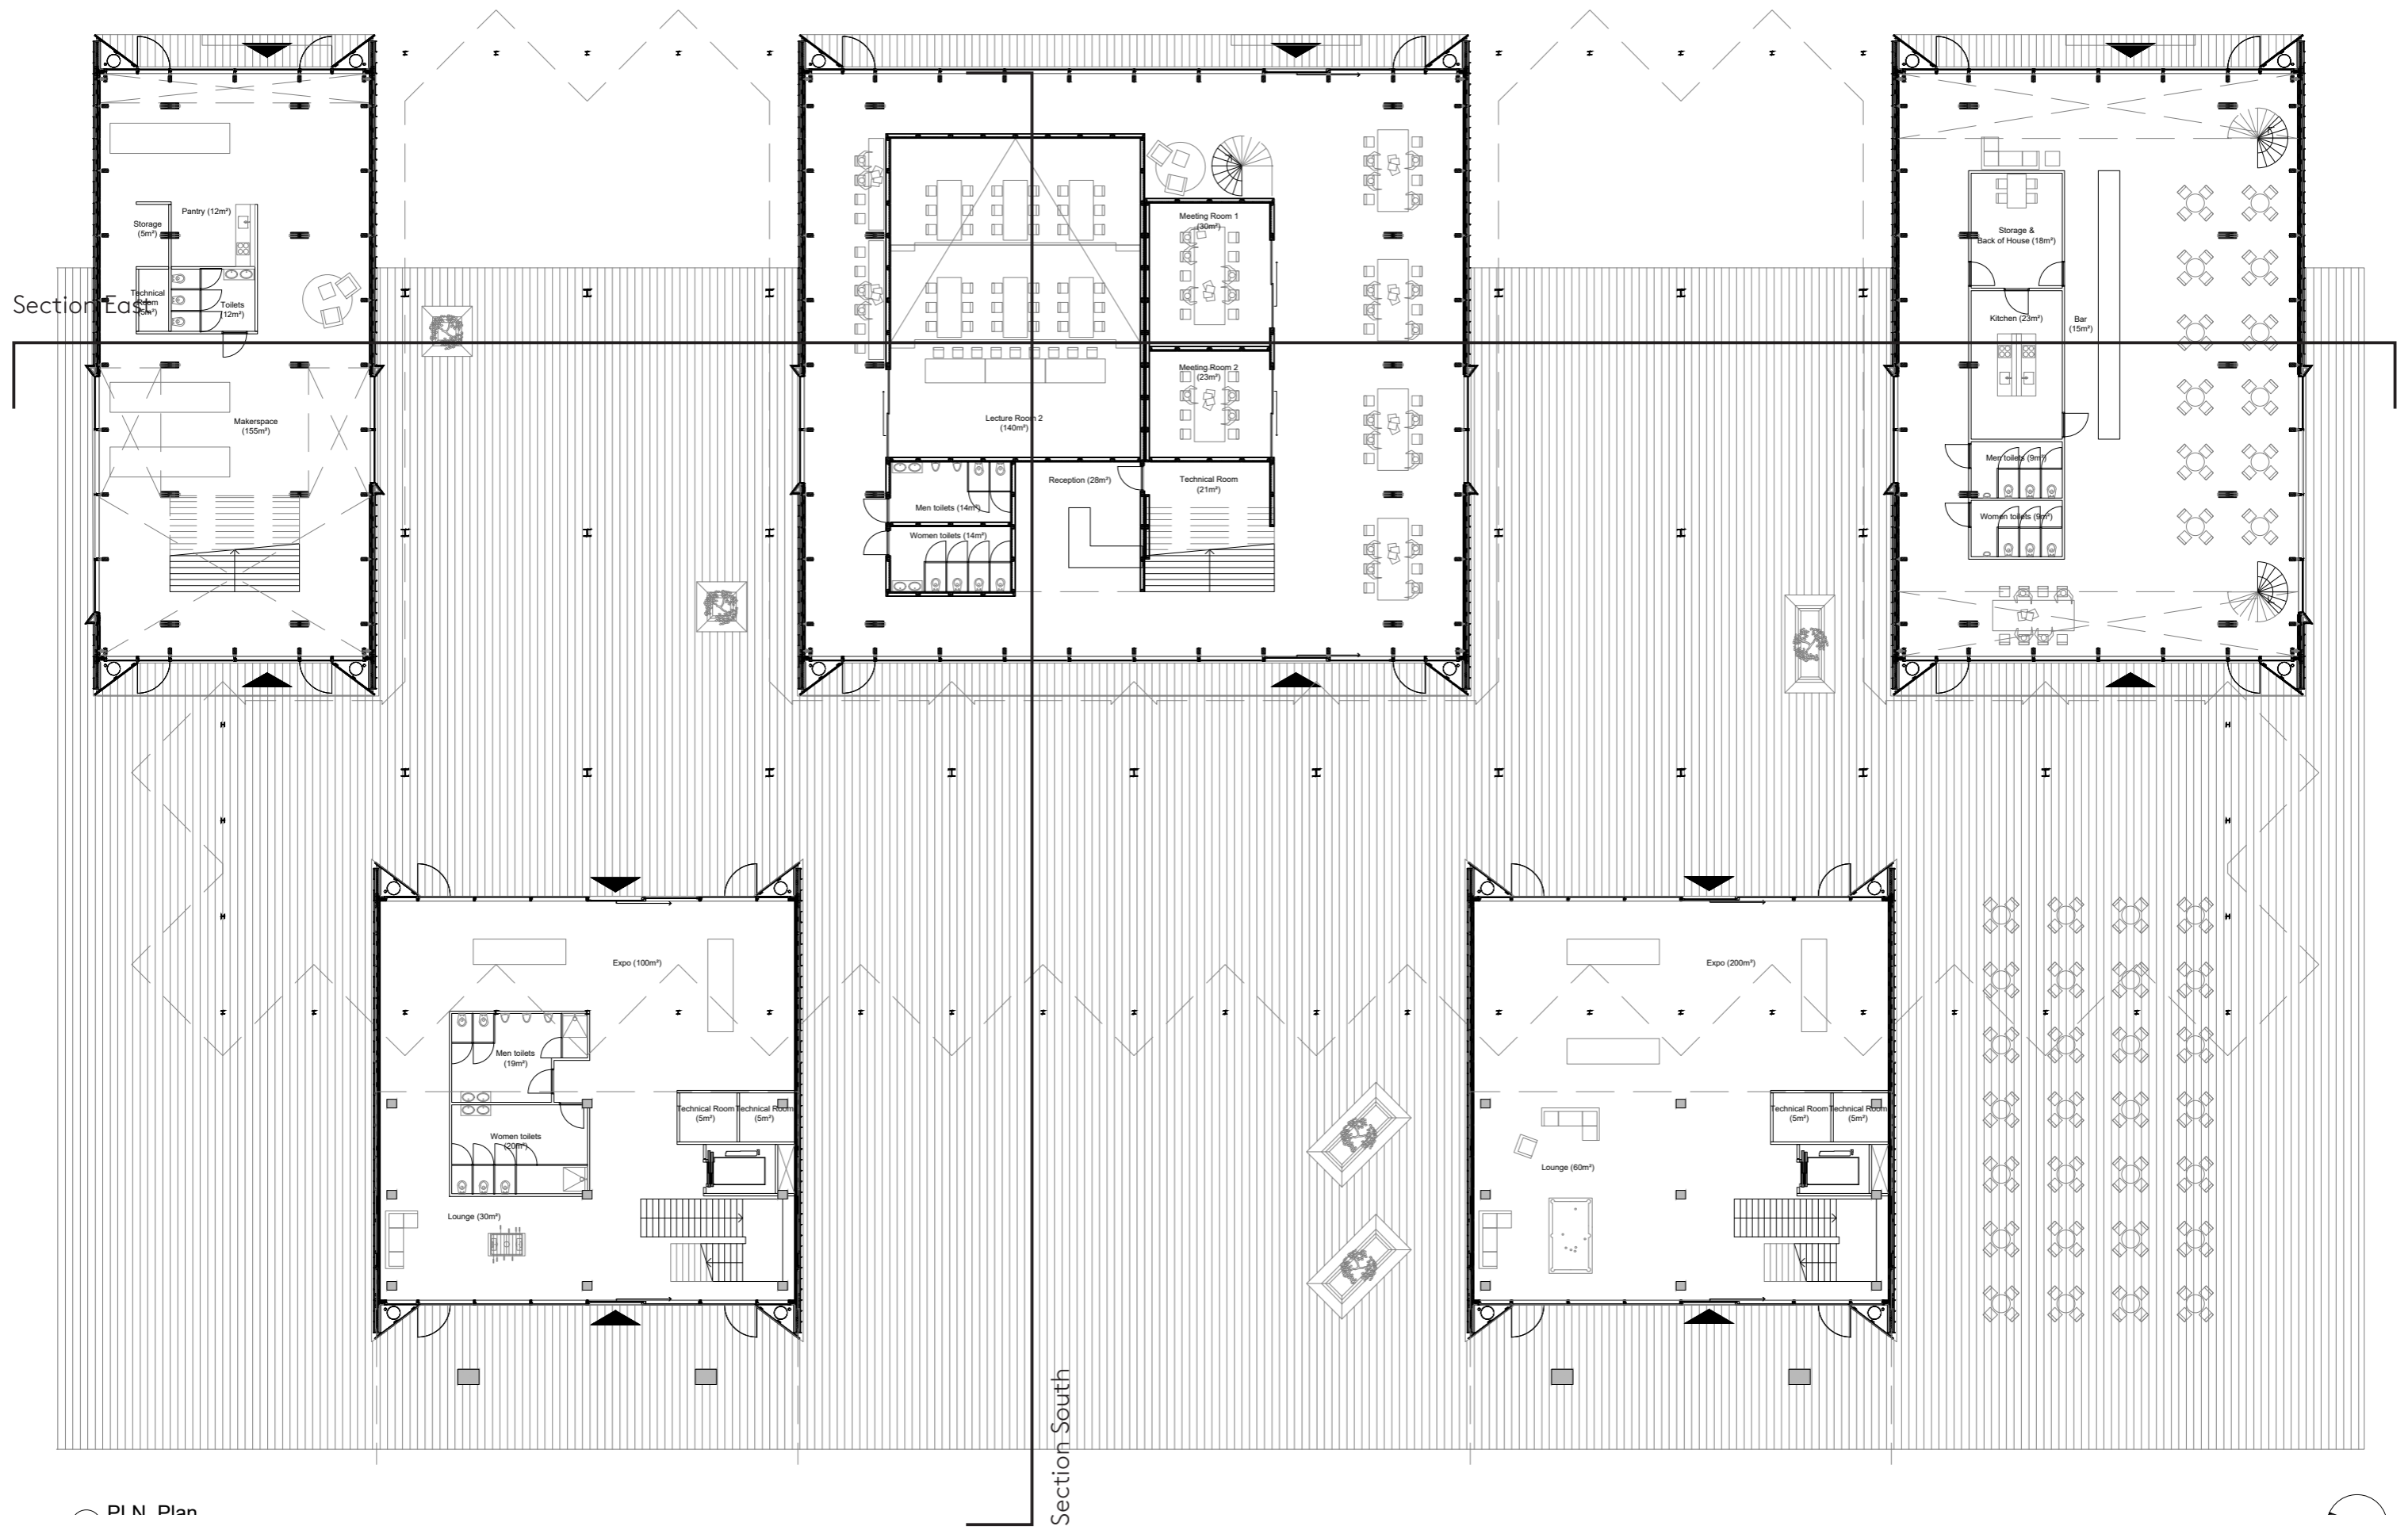 Pantry (12m²)
Storage
(5m²)
Technical
Room
(5m²)
Toilets
(12m²)
Section East
Makerspace
(155m²)
Meeting Room 1
(30m²)
Meeting Room 2
(23m²)
Lecture Room 2
(140m²)
Reception (28m²)
Technical Room
(21m²)
Men toilets (14m²)
Women toilets (14m²)
Storage &
Back of House (18m²)
Kitchen (23m²)
Bar
(15m²)
Men toilets (9m²)
Women toilets (9m²)
Expo (100m²)
Men toilets
(19m²)
Women toilets
(20m²)
Technical Room
(5m²)
Technical Room
(5m²)
Lounge (30m²)
Expo (200m²)
Technical Room
(5m²)
Technical Room
(5m²)
Lounge (60m²)
Section South
PLN Plan